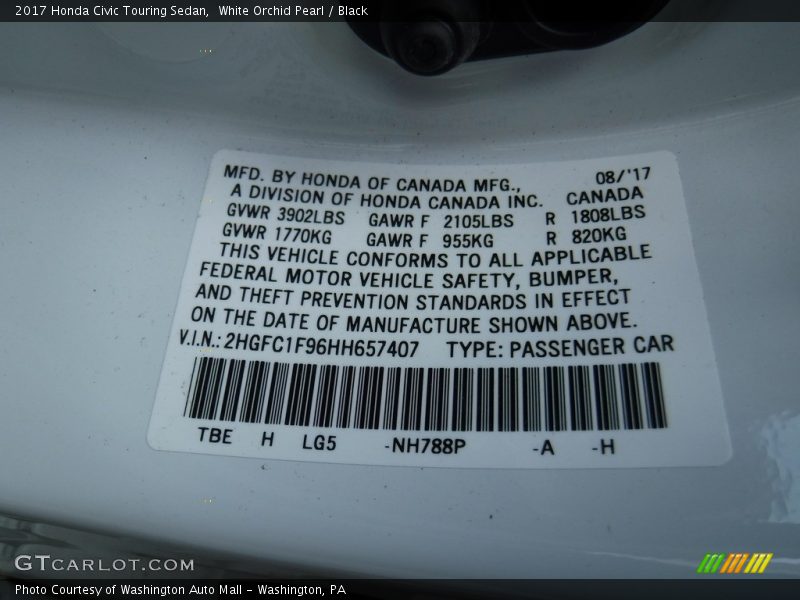 2017 Honda Civic Touring Sedan,  White Orchid Pearl / Black
MFD. BY HONDA OF CANADA MFG., 08/'17
A DIVISION OF HONDA CANADA INC. CANADA
GVWR 3902LBS GAWR F 2105LBS R 1808LBS
GVWR 1770KG GAWR F 955KG R 820KG
THIS VEHICLE CONFORMS TO ALL APPLICABLE
FEDERAL MOTOR VEHICLE SAFETY, BUMPER,
AND THEFT PREVENTION STANDARDS IN EFFECT
ON THE DATE OF MANUFACTURE SHOWN ABOVE.
V.I.N.: 2HGFC1F96HH657407 TYPE: PASSENGER CAR
TBE H LG5 -NH788P -A -H
GTCARLOT.COM
Photo Courtesy of Washington Auto Mall - Washington, PA